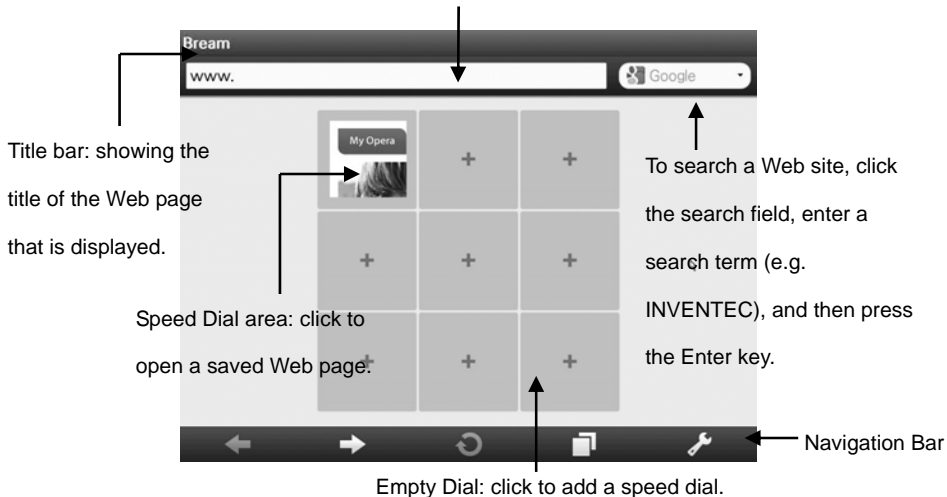 Bream
www.
Google
My Opera
Title bar: showing the
title of the Web page
that is displayed.
To search a Web site, click
the search field, enter a
search term (e.g.
INVENTEC), and then press
the Enter key.
Speed Dial area: click to
open a saved Web page.
Navigation Bar
Empty Dial: click to add a speed dial.